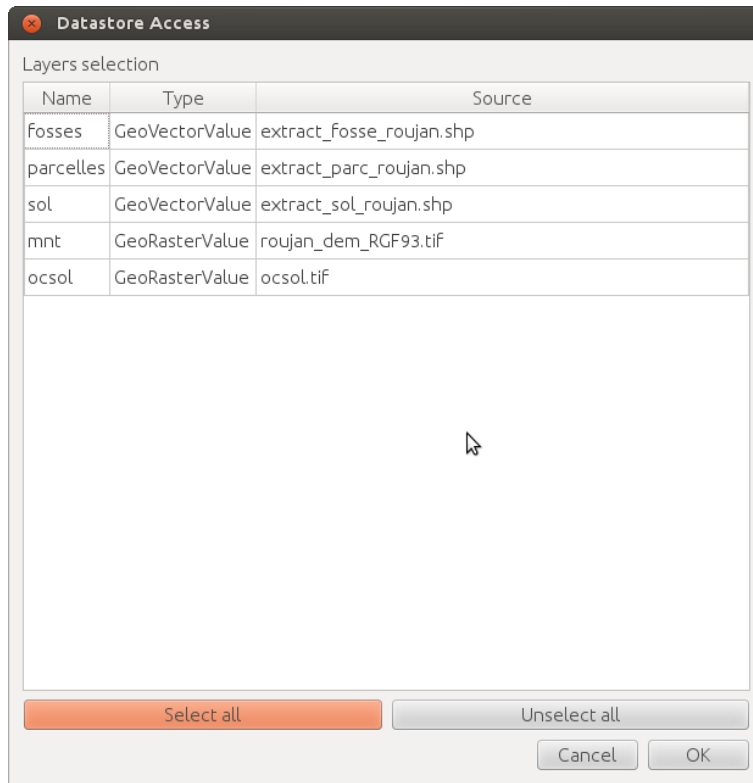 Datastore Access
Layers selection
Name Type Source
fosses GeoVectorValue extract_fosse_roujan.shp
parcelles GeoVectorValue extract_parc_roujan.shp
sol GeoVectorValue extract_sol_roujan.shp
mnt GeoRasterValue roujan_dem_RGF93.tif
ocsol GeoRasterValue ocsol.tif
Select all Unselect all
Cancel OK